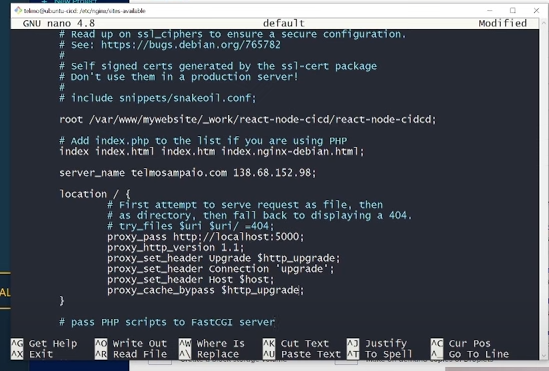 telmo@ubuntu-cicd: /etc/nginx/sites-available
GNU nano 4.8 default Modified
# Read up on ssl_ciphers to ensure a secure configuration.
# See: https://bugs.debian.org/765782
#
# Self signed certs generated by the ssl-cert package
# Don't use them in a production server!
#
# include snippets/snakeoil.conf;
root /var/www/mywebsite/_work/react-node-cicd/react-node-cidcd;
# Add index.php to the list if you are using PHP
index index.html index.htm index.nginx-debian.html;
server_name telmosampaio.com 138.68.152.98;
location / {
# First attempt to serve request as file, then
# as directory, then fall back to displaying a 404.
# try_files $uri $uri/ =404;
proxy_pass http://localhost:5000;
proxy_http_version 1.1;
proxy_set_header Upgrade $http_upgrade;
proxy_set_header Connection 'upgrade';
proxy_set_header Host $host;
proxy_cache_bypass $http_upgrade;
}
# pass PHP scripts to FastCGI server
^G Get Help ^O Write Out ^W Where Is ^K Cut Text ^J Justify ^C Cur Pos
^X Exit ^R Read File ^\ Replace ^U Paste Text ^T To Spell ^_ Go To Line